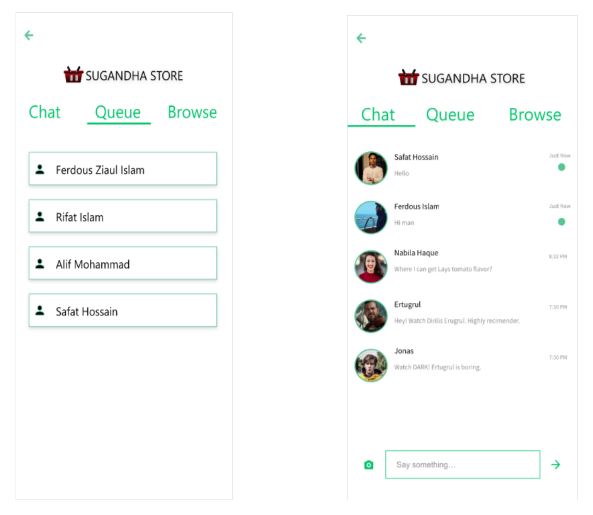 SUGANDHA STORE
Chat Queue Browse
Ferdous Ziaul Islam
Rifat Islam
Alif Mohammad
Safat Hossain
SUGANDHA STORE
Chat Queue Browse
Safat Hossain Just Now
Hello
Ferdous Islam Just Now
Hi man
Nabila Haque 8:33 PM
Where I can get Lays tomato flavor?
Ertugrul 7:30 PM
Hey! Watch Dirilis Erugrul. Highly recimender.
Jonas 7:30 PM
Watch DARK! Ertugrul is boring.
Say something...